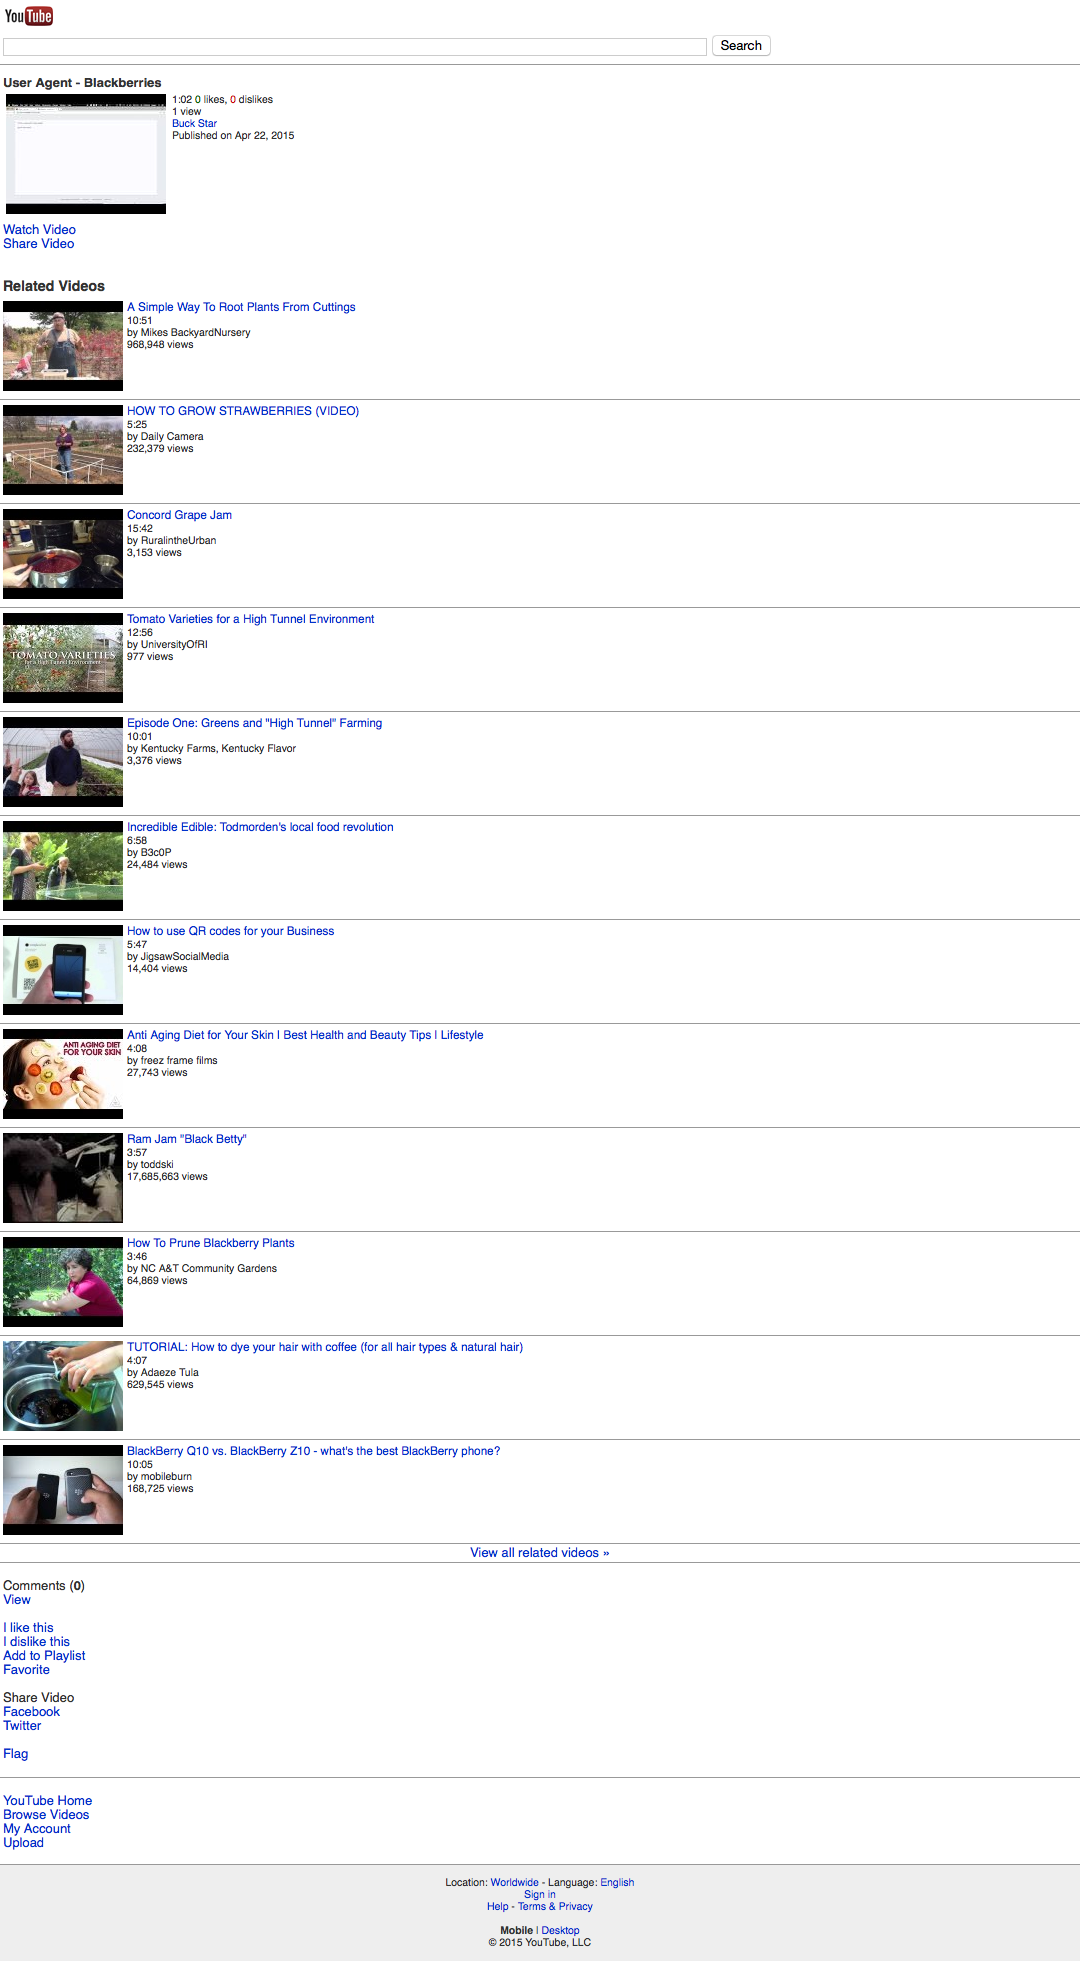 YouTube
Search
User Agent - Blackberries
1:02 0 likes, 0 dislikes
1 view
Buck Star
Published on Apr 22, 2015
Watch Video
Share Video
Related Videos
A Simple Way To Root Plants From Cuttings
10:51
by Mikes BackyardNursery
968,948 views
HOW TO GROW STRAWBERRIES (VIDEO)
5:25
by Daily Camera
232,379 views
Concord Grape Jam
15:42
by RuralintheUrban
3,153 views
TOMATO VARIETIES
for a High Tunnel Environment
Tomato Varieties for a High Tunnel Environment
12:56
by UniversityOfRI
977 views
Episode One: Greens and "High Tunnel" Farming
10:01
by Kentucky Farms, Kentucky Flavor
3,376 views
Incredible Edible: Todmorden's local food revolution
6:58
by B3c0P
24,484 views
How to use QR codes for your Business
5:47
by JigsawSocialMedia
14,404 views
ANTI AGING DIET
FOR YOUR SKIN
Anti Aging Diet for Your Skin l Best Health and Beauty Tips l Lifestyle
4:08
by freez frame films
27,743 views
Ram Jam "Black Betty"
3:57
by toddski
17,685,663 views
How To Prune Blackberry Plants
3:46
by NC A&T Community Gardens
64,869 views
TUTORIAL: How to dye your hair with coffee (for all hair types & natural hair)
4:07
by Adaeze Tula
629,545 views
BlackBerry Q10 vs. BlackBerry Z10 - what's the best BlackBerry phone?
10:05
by mobileburn
168,725 views
View all related videos »
Comments (0)
View
I like this
I dislike this
Add to Playlist
Favorite
Share Video
Facebook
Twitter
Flag
YouTube Home
Browse Videos
My Account
Upload
Location: Worldwide - Language: English
Sign in
Help - Terms & Privacy
Mobile | Desktop
© 2015 YouTube, LLC